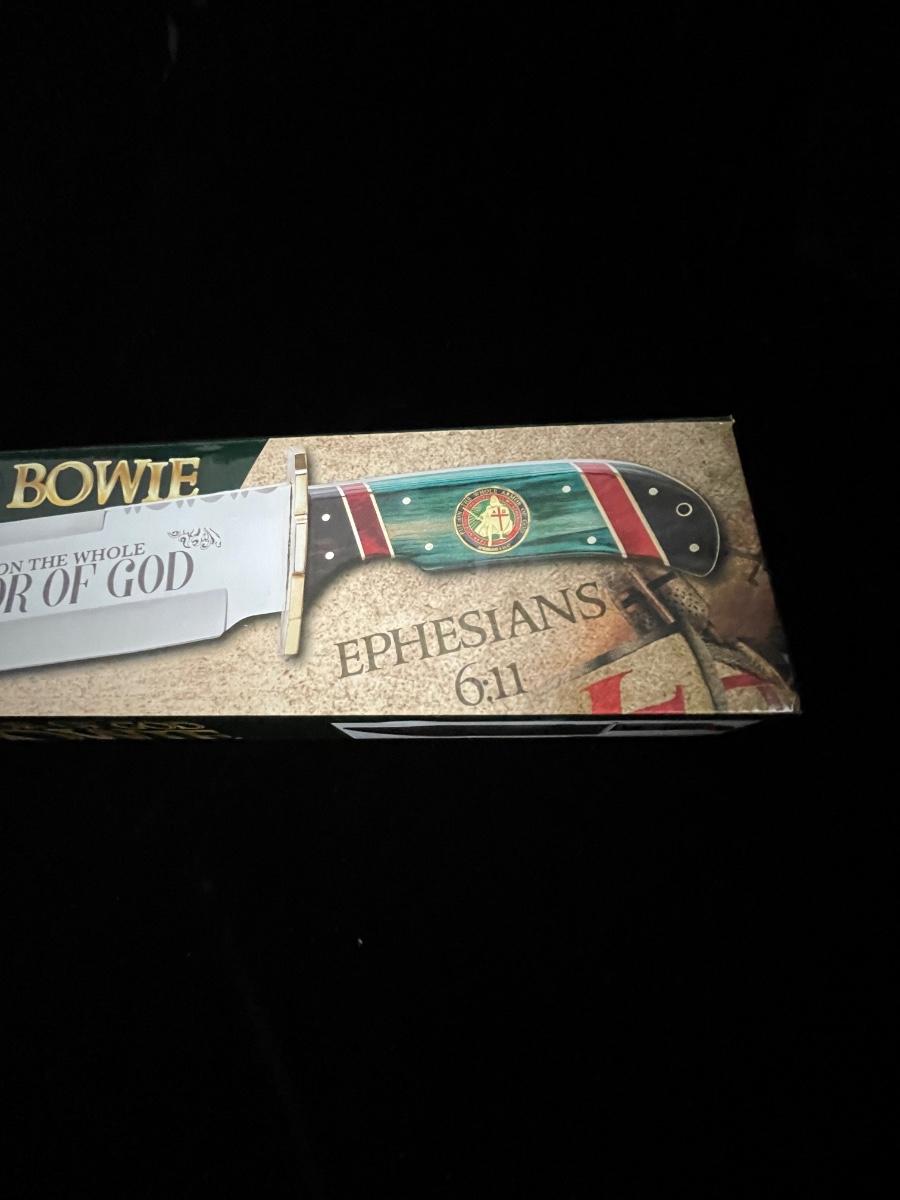 BOWIE
ON THE WHOLE
OR OF GOD
EPHESIANS
6:11